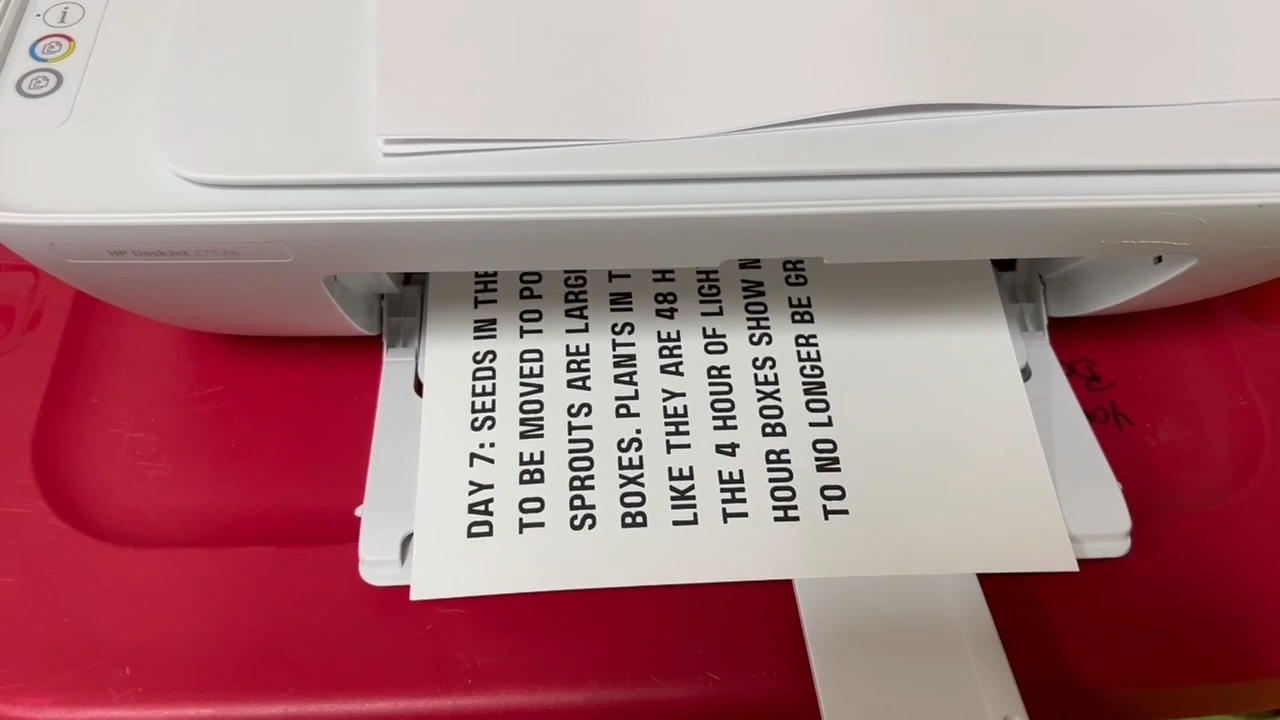 HP DeskJet 2752e
DAY 7: SEEDS IN THE
TO BE MOVED TO PO
SPROUTS ARE LARG
BOXES. PLANTS IN T
LIKE THEY ARE 48 H
THE 4 HOUR OF LIGH
HOUR BOXES SHOW N
TO NO LONGER BE GR